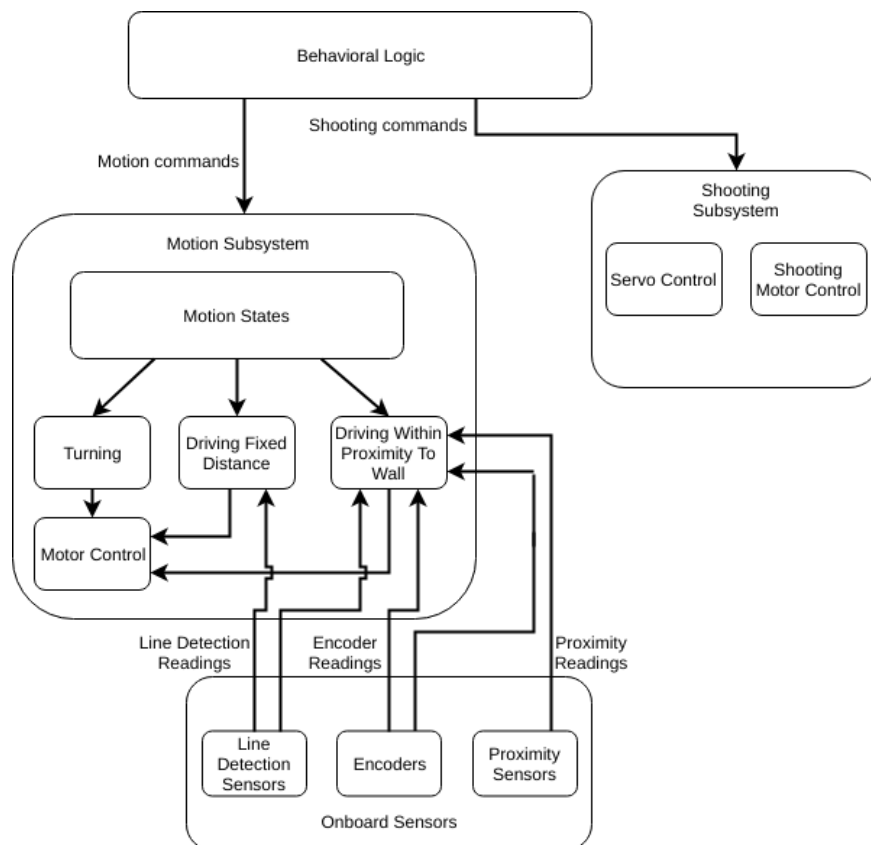 Behavioral Logic
Shooting commands
Motion commands
Shooting
Subsystem
Motion Subsystem
Servo Control
Shooting
Motor Control
Motion States
Turning
Driving Fixed
Distance
Driving Within
Proximity To
Wall
Motor Control
Line Detection
Readings
Encoder
Readings
Proximity
Readings
Line
Detection
Sensors
Encoders
Proximity
Sensors
Onboard Sensors